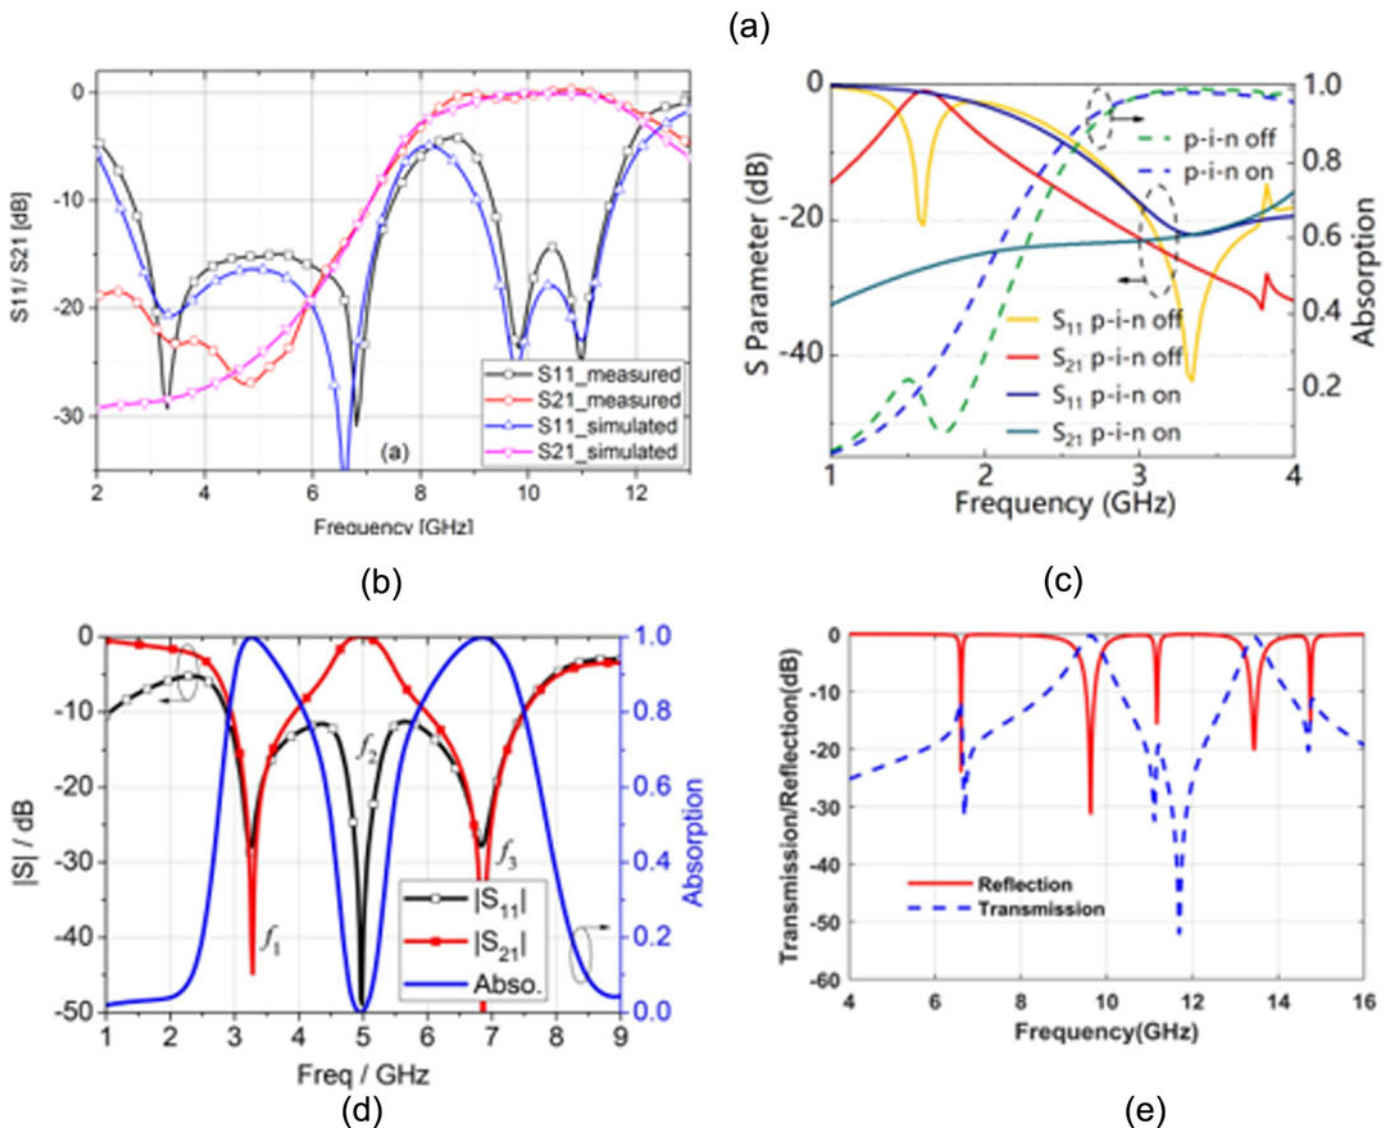 (a)
0
-10
-20
-30
S11/ S21 [dB]
S11_measured
S21_measured
S11_simulated
S21_simulated
(a)
2 4 6 8 10 12
Frequency [GHz]
(b)
0
-20
-40
S Parameter (dB)
1.0
0.8
0.6
0.4
0.2
Absorption
p-i-n off
p-i-n on
S11 p-i-n off
S21 p-i-n off
S11 p-i-n on
S21 p-i-n on
1 2 3 4
Frequency (GHz)
(c)
0
-10
-20
-30
-40
-50
|S| / dB
1.0
0.8
0.6
0.4
0.2
0.0
Absorption
f1
f2
f3
|S11|
|S21|
Abso.
1 2 3 4 5 6 7 8 9
Freq / GHz
(d)
0
-10
-20
-30
-40
-50
-60
Transmission/Reflection(dB)
Reflection
Transmission
4 6 8 10 12 14 16
Frequency(GHz)
(e)